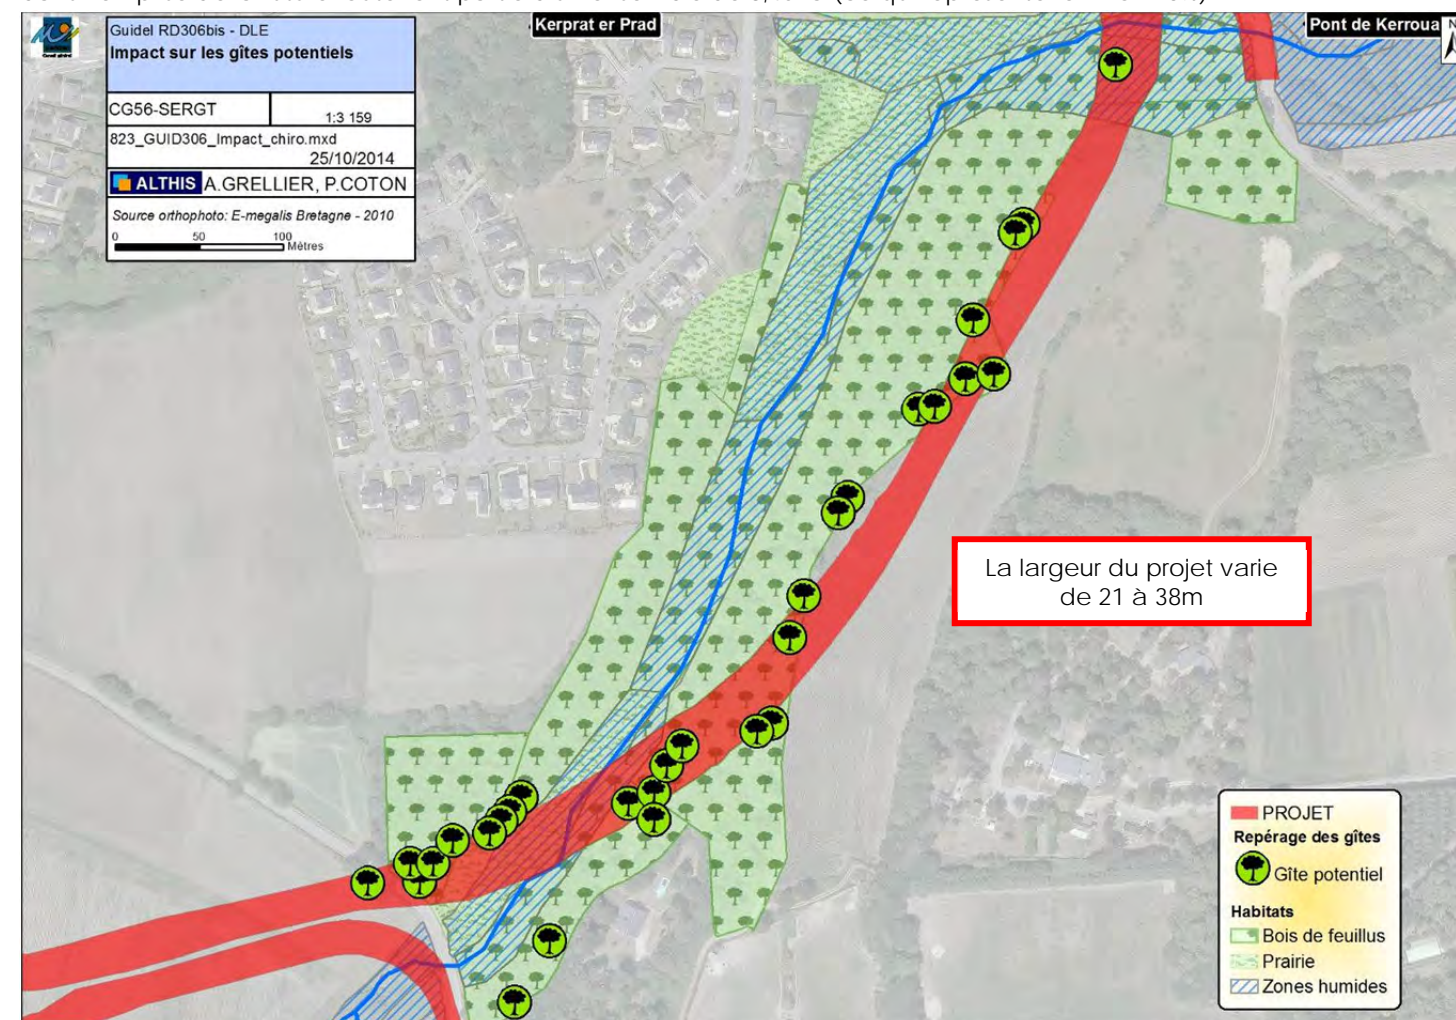 Kerprat er Prad
Pont de Kerroua
N
Guidel RD306bis - DLE
Impact sur les gîtes potentiels
CG56-SERGT
1:3 159
823_GUID306_Impact_chiro.mxd
25/10/2014
ALTHIS A.GRELLIER, P.COTON
Source orthophoto: E-megalis Bretagne - 2010
0 50 100
Mètres
La largeur du projet varie
de 21 à 38m
PROJET
Repérage des gîtes
Gîte potentiel
Habitats
Bois de feuillus
Prairie
Zones humides